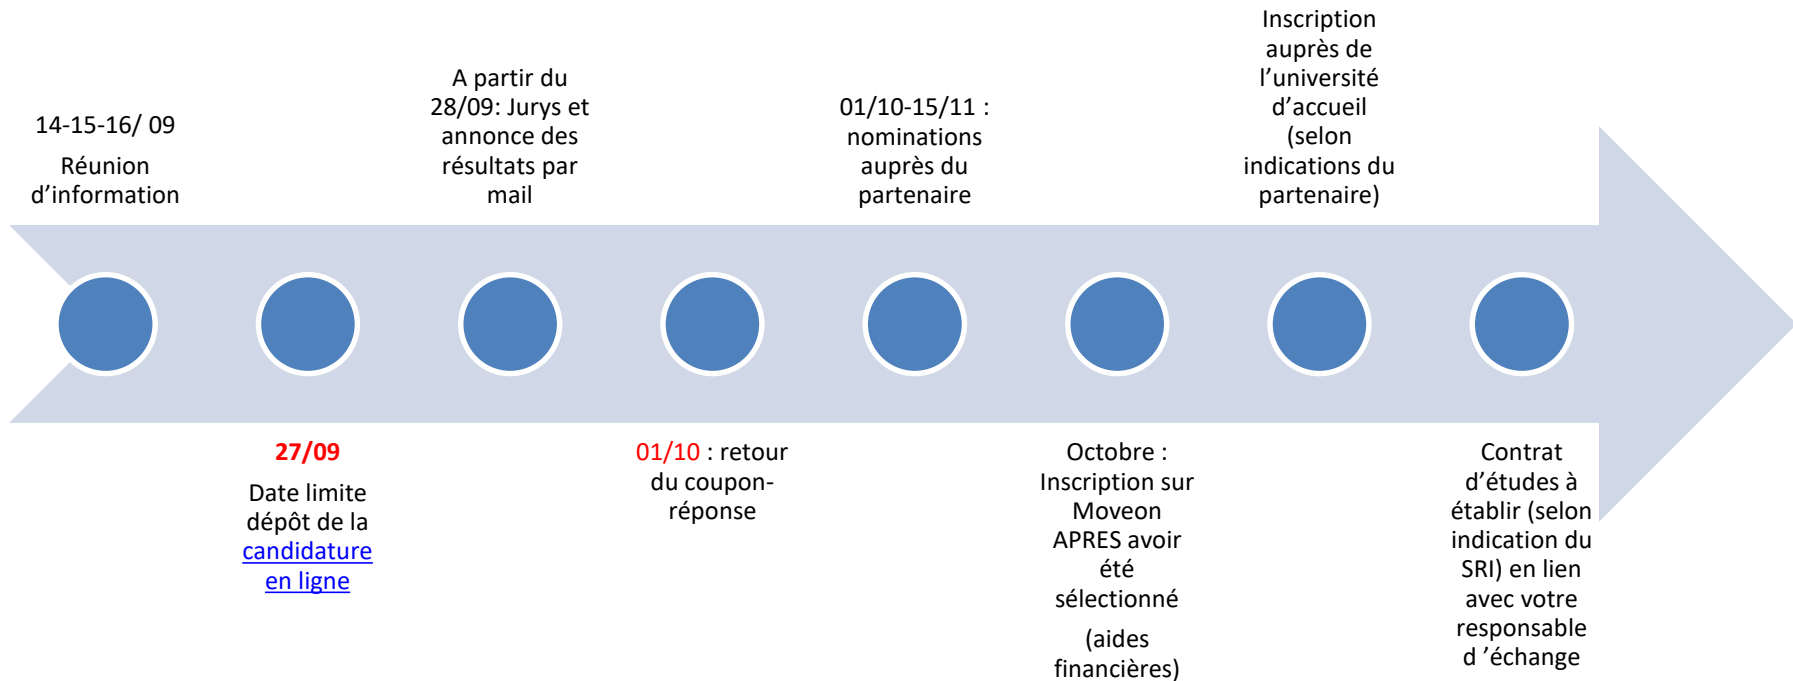 14-15-16/ 09
Réunion
d’information
27/09
Date limite
dépôt de la
candidature
en ligne
A partir du
28/09: Jurys et
annonce des
résultats par
mail
01/10 : retour
du coupon-
réponse
01/10-15/11 :
nominations
auprès du
partenaire
Octobre :
Inscription sur
Moveon
APRES avoir
été
sélectionné
(aides
financières)
Inscription
auprès de
l’université
d’accueil
(selon
indications du
partenaire)
Contrat
d’études à
établir (selon
indication du
SRI) en lien
avec votre
responsable
d ’échange